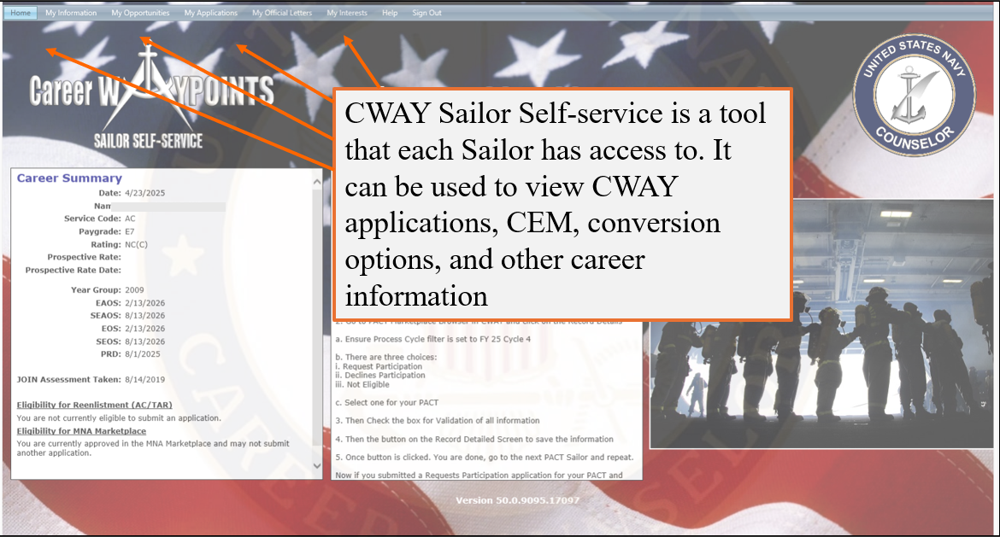 Home My Information My Opportunities My Applications My Official Letters My Interests Help Sign Out
Career WAYPOINTS
SAILOR SELF-SERVICE
UNITED STATES NAVY
COUNSELOR
CWAY Sailor Self-service is a tool
that each Sailor has access to. It
can be used to view CWAY
applications, CEM, conversion
options, and other career
information
Career Summary
Date: 4/23/2025
Nam
Service Code: AC
Paygrade: E7
Rating: NC(C)
Prospective Rate:
Prospective Rate Date:
Year Group: 2009
EAOS: 2/13/2026
SEAOS: 8/13/2026
EOS: 2/13/2026
SEOS: 8/13/2026
PRD: 8/1/2025
JOIN Assessment Taken: 8/14/2019
Eligibility for Reenlistment (AC/TAR)
You are not currently eligible to submit an application.
Eligibility for MNA Marketplace
You are currently approved in the MNA Marketplace and may not submit
another application.
2. Go to PACT Marketplace Browser in CWAY and click on the Record Details
a. Ensure Process Cycle filter is set to FY 25 Cycle 4
b. There are three choices:
i. Request Participation
ii. Declines Participation
iii. Not Eligible
c. Select one for your PACT
3. Then Check the box for Validation of all information
4. Then the button on the Record Detailed Screen to save the information
5. Once button is clicked. You are done, go to the next PACT Sailor and repeat.
Now if you submitted a Requests Participation application for your PACT and
Version 50.0.9095.17097